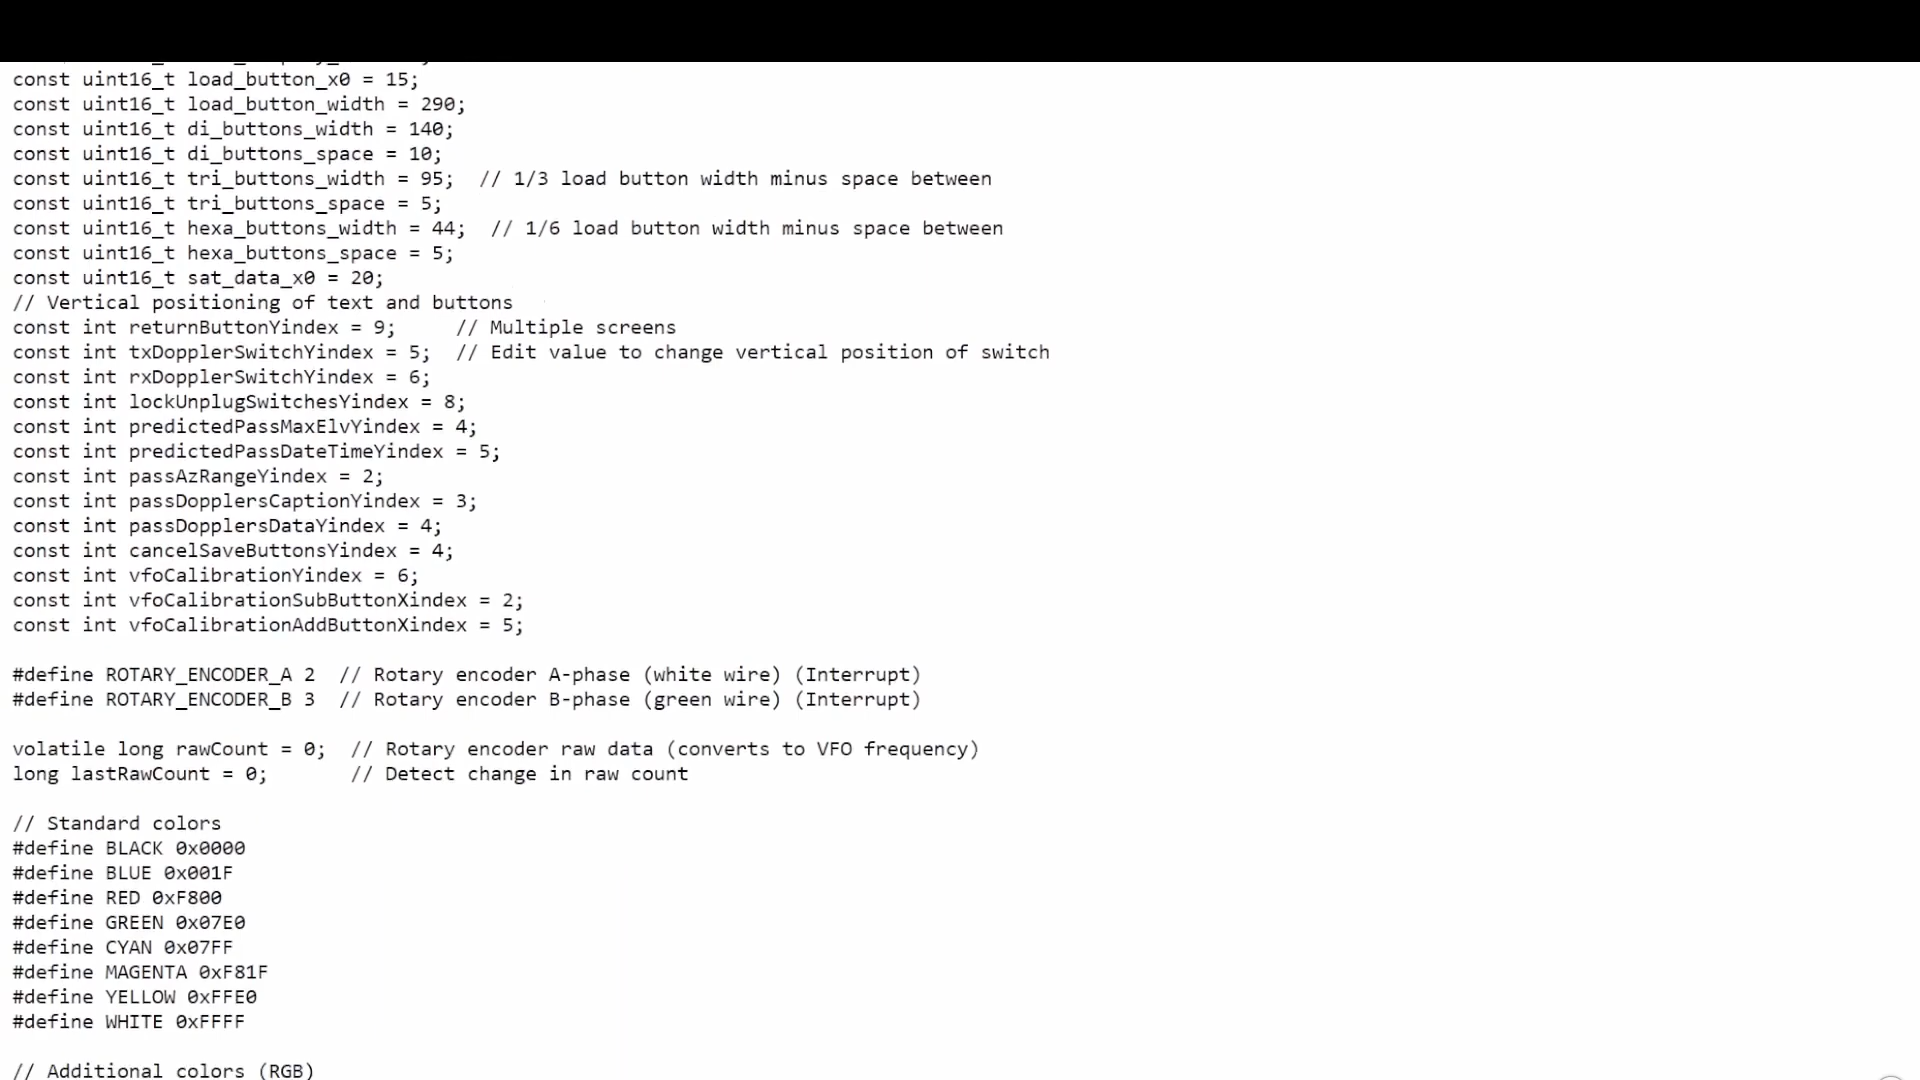 const uint16_t load_button_x0 = 15;
const uint16_t load_button_width = 290;
const uint16_t di_buttons_width = 140;
const uint16_t di_buttons_space = 10;
const uint16_t tri_buttons_width = 95;  // 1/3 load button width minus space between
const uint16_t tri_buttons_space = 5;
const uint16_t hexa_buttons_width = 44;  // 1/6 load button width minus space between
const uint16_t hexa_buttons_space = 5;
const uint16_t sat_data_x0 = 20;
// Vertical positioning of text and buttons
const int returnButtonYindex = 9;     // Multiple screens
const int txDopplerSwitchYindex = 5;  // Edit value to change vertical position of switch
const int rxDopplerSwitchYindex = 6;
const int lockUnplugSwitchesYindex = 8;
const int predictedPassMaxElvYindex = 4;
const int predictedPassDateTimeYindex = 5;
const int passAzRangeYindex = 2;
const int passDopplersCaptionYindex = 3;
const int passDopplersDataYindex = 4;
const int cancelSaveButtonsYindex = 4;
const int vfoCalibrationYindex = 6;
const int vfoCalibrationSubButtonXindex = 2;
const int vfoCalibrationAddButtonXindex = 5;
#define ROTARY_ENCODER_A 2  // Rotary encoder A-phase (white wire) (Interrupt)
#define ROTARY_ENCODER_B 3  // Rotary encoder B-phase (green wire) (Interrupt)
volatile long rawCount = 0;  // Rotary encoder raw data (converts to VFO frequency)
long lastRawCount = 0;       // Detect change in raw count
// Standard colors
#define BLACK 0x0000
#define BLUE 0x001F
#define RED 0xF800
#define GREEN 0x07E0
#define CYAN 0x07FF
#define MAGENTA 0xF81F
#define YELLOW 0xFFE0
#define WHITE 0xFFFF
// Additional colors (RGB)